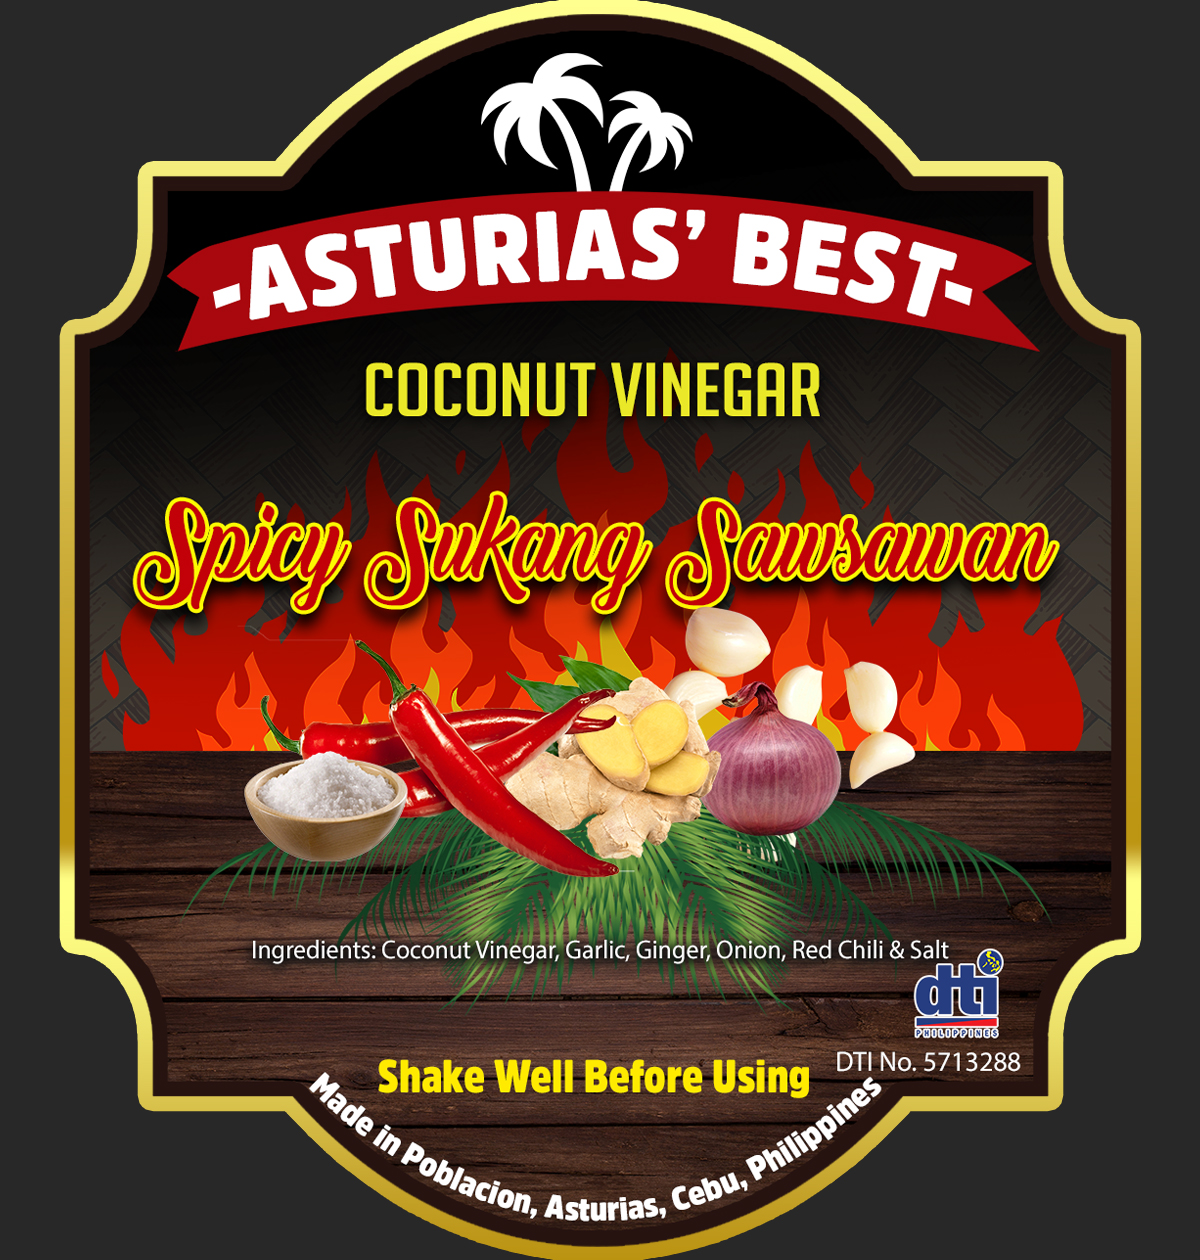 -ASTURIAS' BEST-
COCONUT VINEGAR
Spicy Sukang Sawsawan
Ingredients: Coconut Vinegar, Garlic, Ginger, Onion, Red Chili & Salt
dti
PHILIPPINES
DTI No. 5713288
Shake Well Before Using
Made in Poblacion, Asturias, Cebu, Philippines